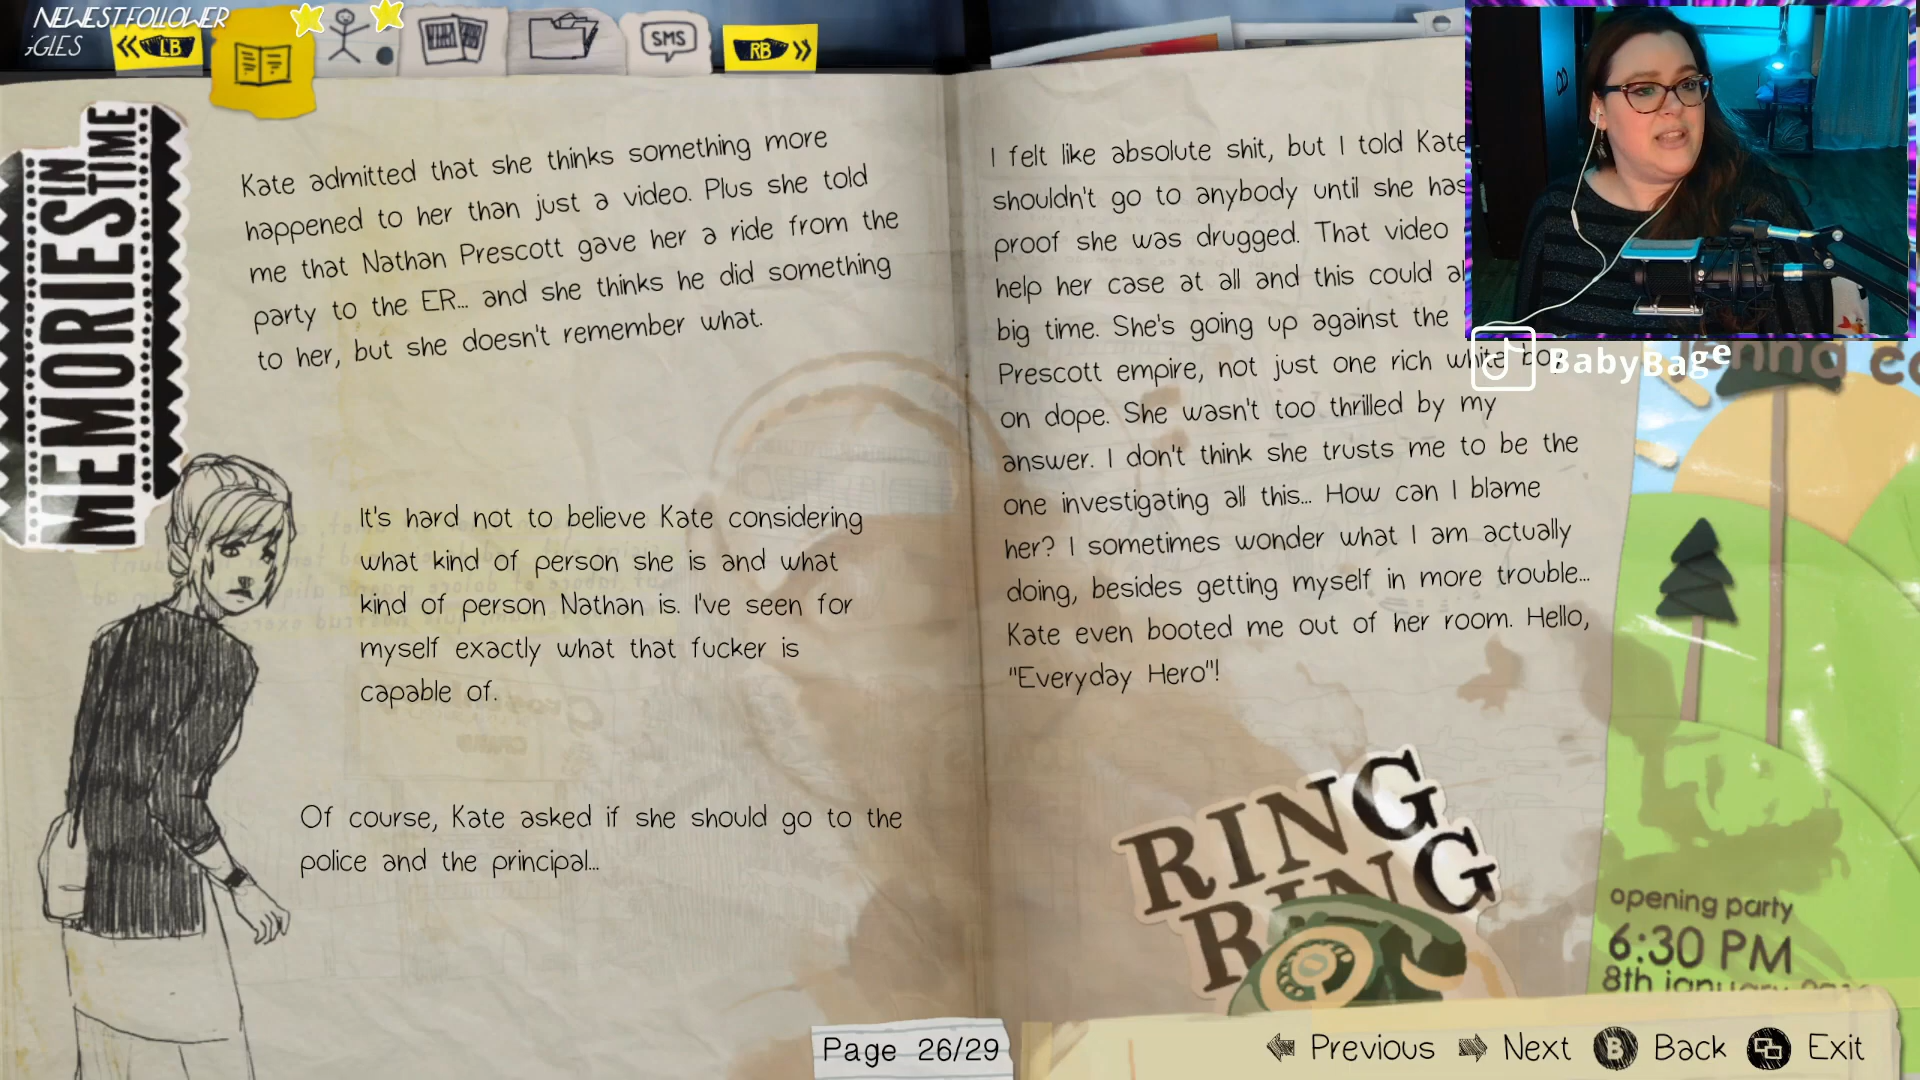 NEWEST FOLLOWER
GLES
LB
SMS
RB
MEMORIES IN TIME
Kate admitted that she thinks something more
happened to her than just a video. Plus she told
me that Nathan Prescott gave her a ride from the
party to the ER... and she thinks he did something
to her, but she doesn't remember what.
It's hard not to believe Kate considering
what kind of person she is and what
kind of person Nathan is. I've seen for
myself exactly what that fucker is
capable of.
Of course, Kate asked if she should go to the
police and the principal...
I felt like absolute shit, but I told Kate
shouldn't go to anybody until she has
proof she was drugged. That video
help her case at all and this could
big time. She's going up against the
Prescott empire, not just one rich white
on dope. She wasn't too thrilled by my
answer. I don't think she trusts me to be the
one investigating all this... How can I blame
her? I sometimes wonder what I am actually
doing, besides getting myself in more trouble...
Kate even booted me out of her room. Hello,
"Everyday Hero"!
BabyBage
RING
RING
opening party
6:30 PM
8th january
Page 26/29
Previous
Next
B Back
Exit